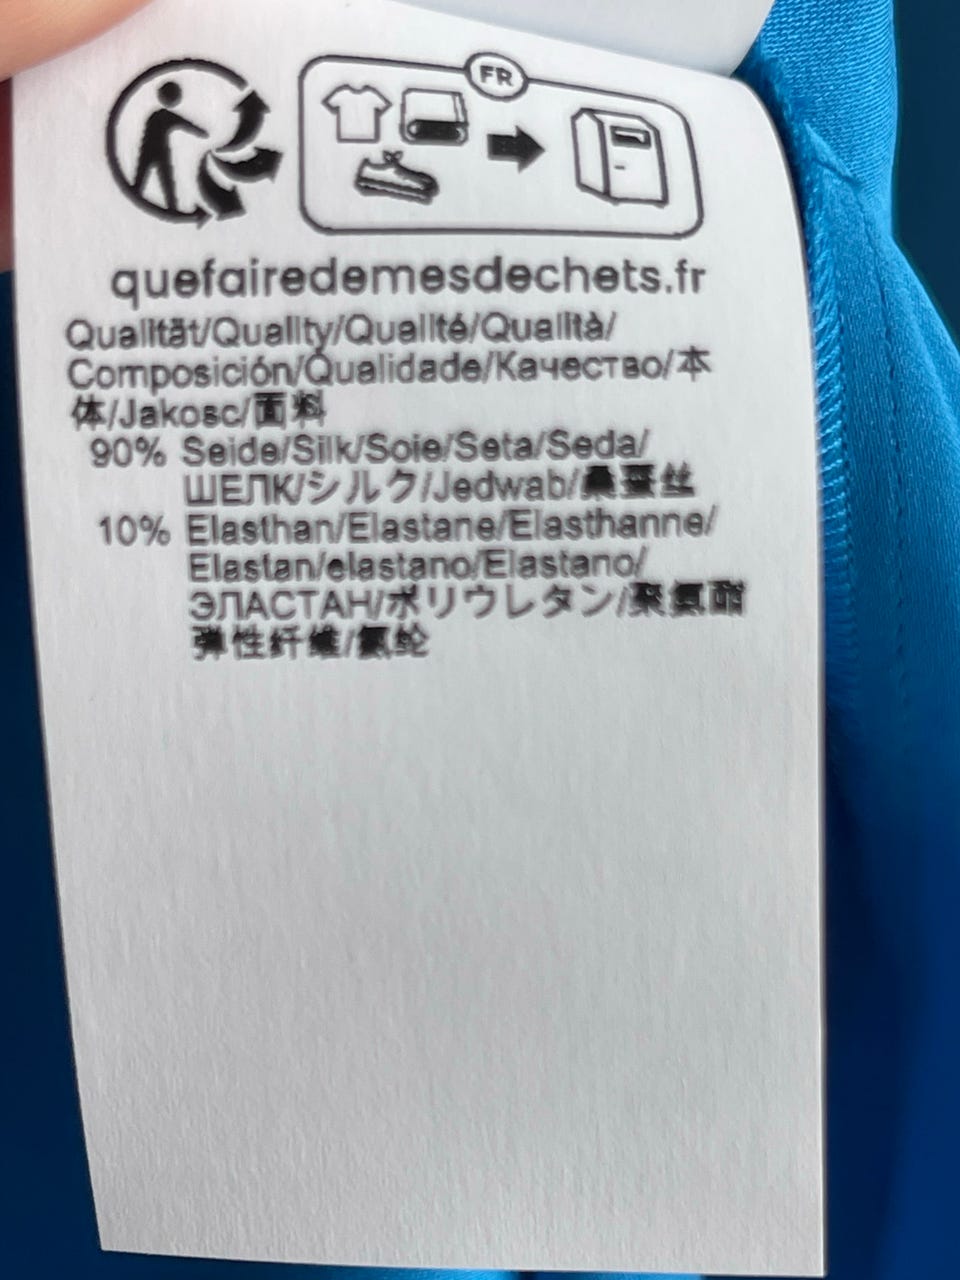 FR
quefairedemesdechets.fr
Qualität/Quality/Qualité/Qualità/
Composición/Qualidade/Качество/本
体/Jakosc/面料
90% Seide/Silk/Soie/Seta/Seda/
ШЕЛК/シルク/Jedwab/桑蚕丝
10% Elasthan/Elastane/Elasthanne/
Elastan/elastano/Elastano/
ЭЛАСТАН/ポリウレタン/聚氨酯
弹性纤维/氨纶